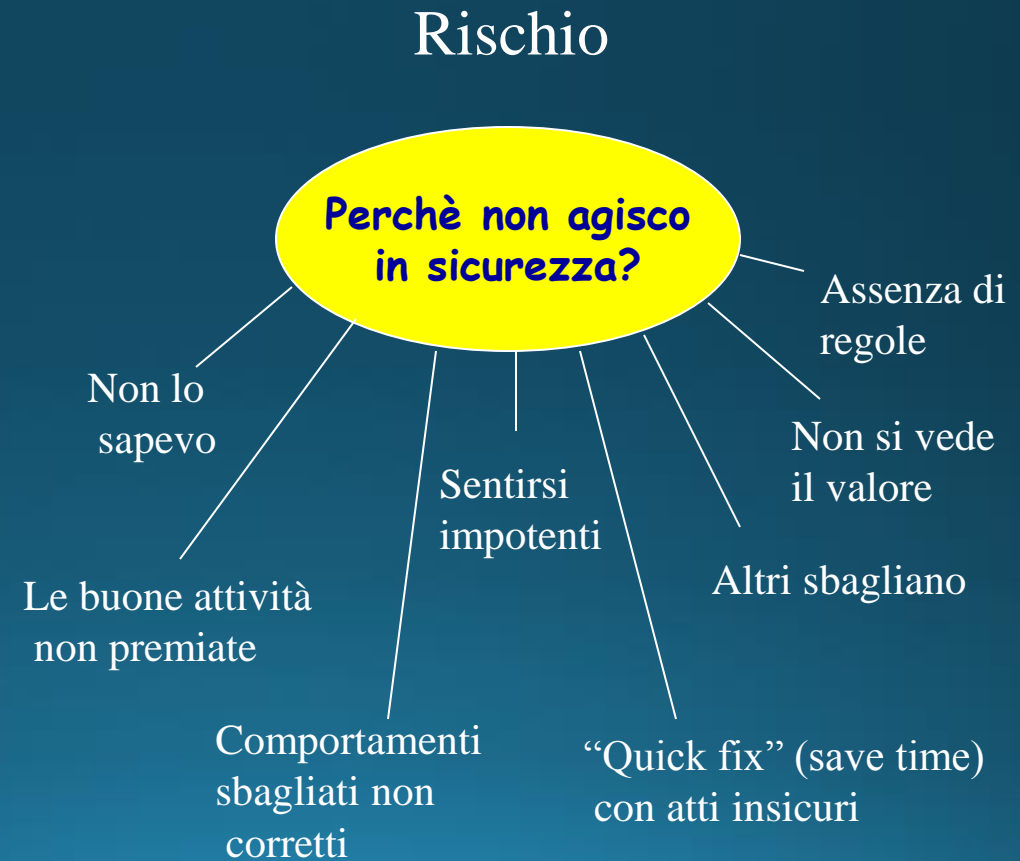 Rischio
Perchè non agisco
in sicurezza?
Assenza di
regole
Non lo
sapevo
Non si vede
il valore
Sentirsi
impotenti
Altri sbagliano
Le buone attività
non premiate
Comportamenti
sbagliati non
corretti
“Quick fix” (save time)
con atti insicuri